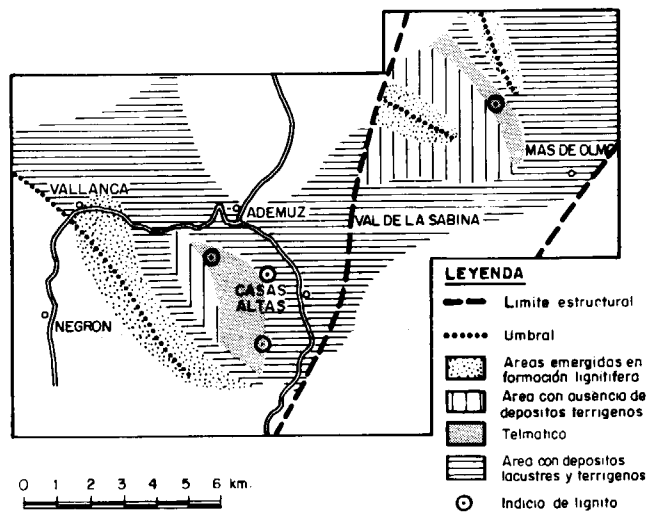 MAS DE OLMO
VALLANCA
ADEMUZ
VAL DE LA SABINA
CASAS
ALTAS
NEGRON
LEYENDA
Limite estructural
Umbral
Areas emergidas en
formación lignitifera
Area con ausencia de
depositos terrigenos
Telmatico
Area con depositos
lacustres y terrigenos
Indicio de lignito
0 1 2 3 4 5 6 km.